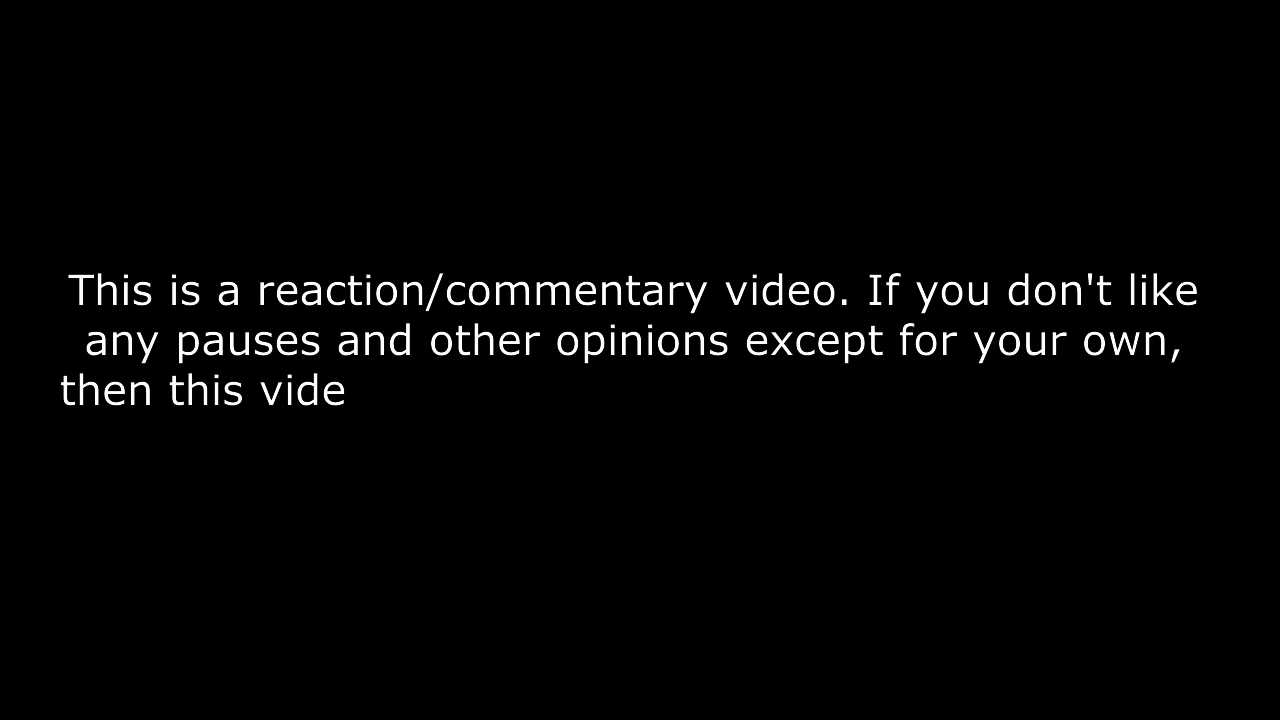 This is a reaction/commentary video. If you don't like
any pauses and other opinions except for your own,
then this vide